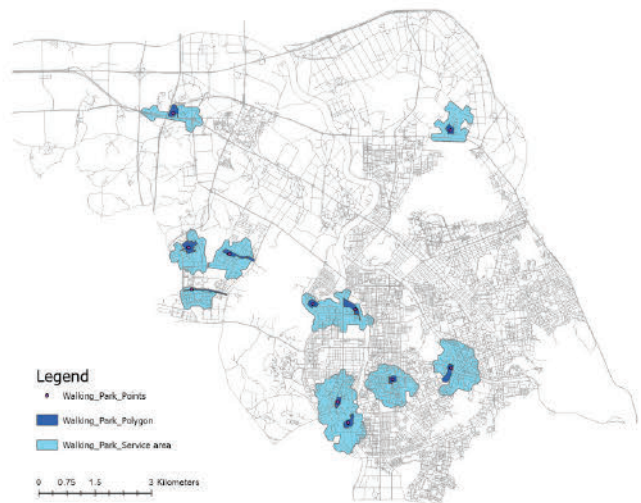 Legend
Walking_Park_Points
Walking_Park_Polygon
Walking_Park_Service area
0 0.75 1.5 3 Kilometers